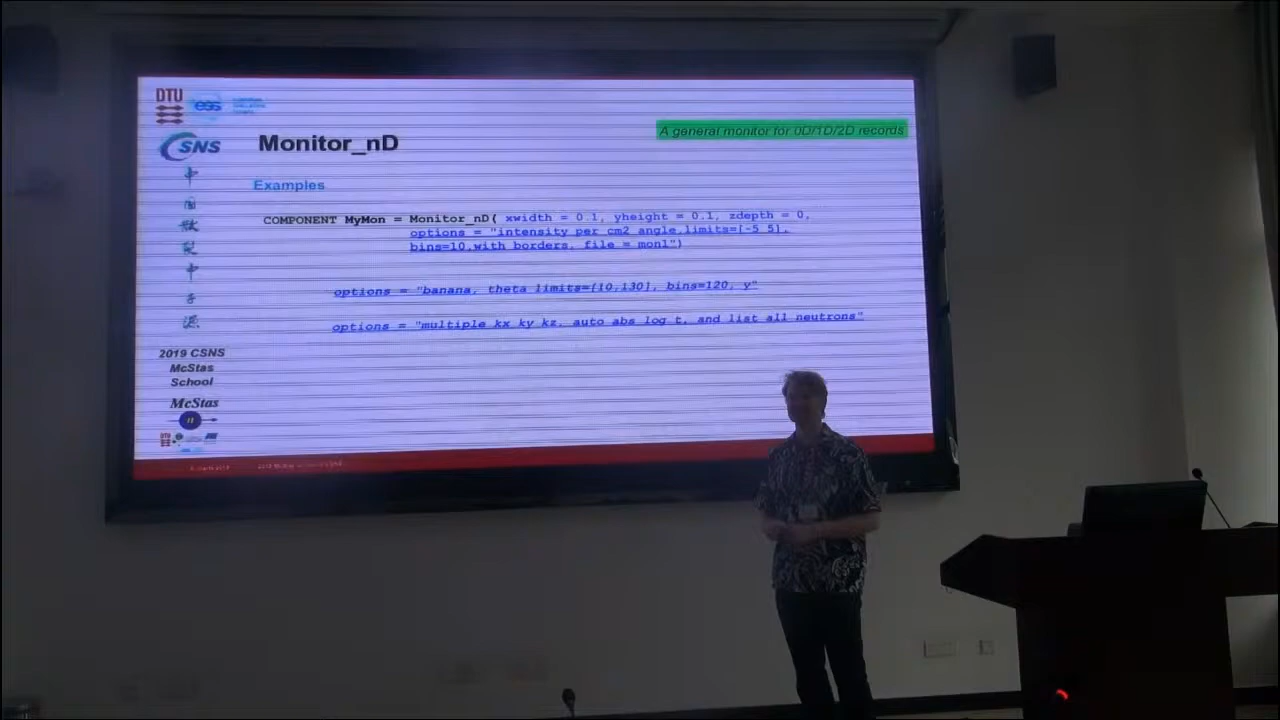 DTU
ess
CSNS
Monitor_nD
A general monitor for 0D/1D/2D records
中
国
散
裂
中
子
源
Examples
COMPONENT MyMon = Monitor_nD( xwidth = 0.1, yheight = 0.1, zdepth = 0,
options = "intensity per cm2 angle,limits=[-5 5],
bins=10,with borders, file = mon1")
options = "banana, theta limits=[10,130], bins=120, y"
options = "multiple kx ky kz, auto abs log t, and list all neutrons"
2019 CSNS
McStas
School
McStas
DTU